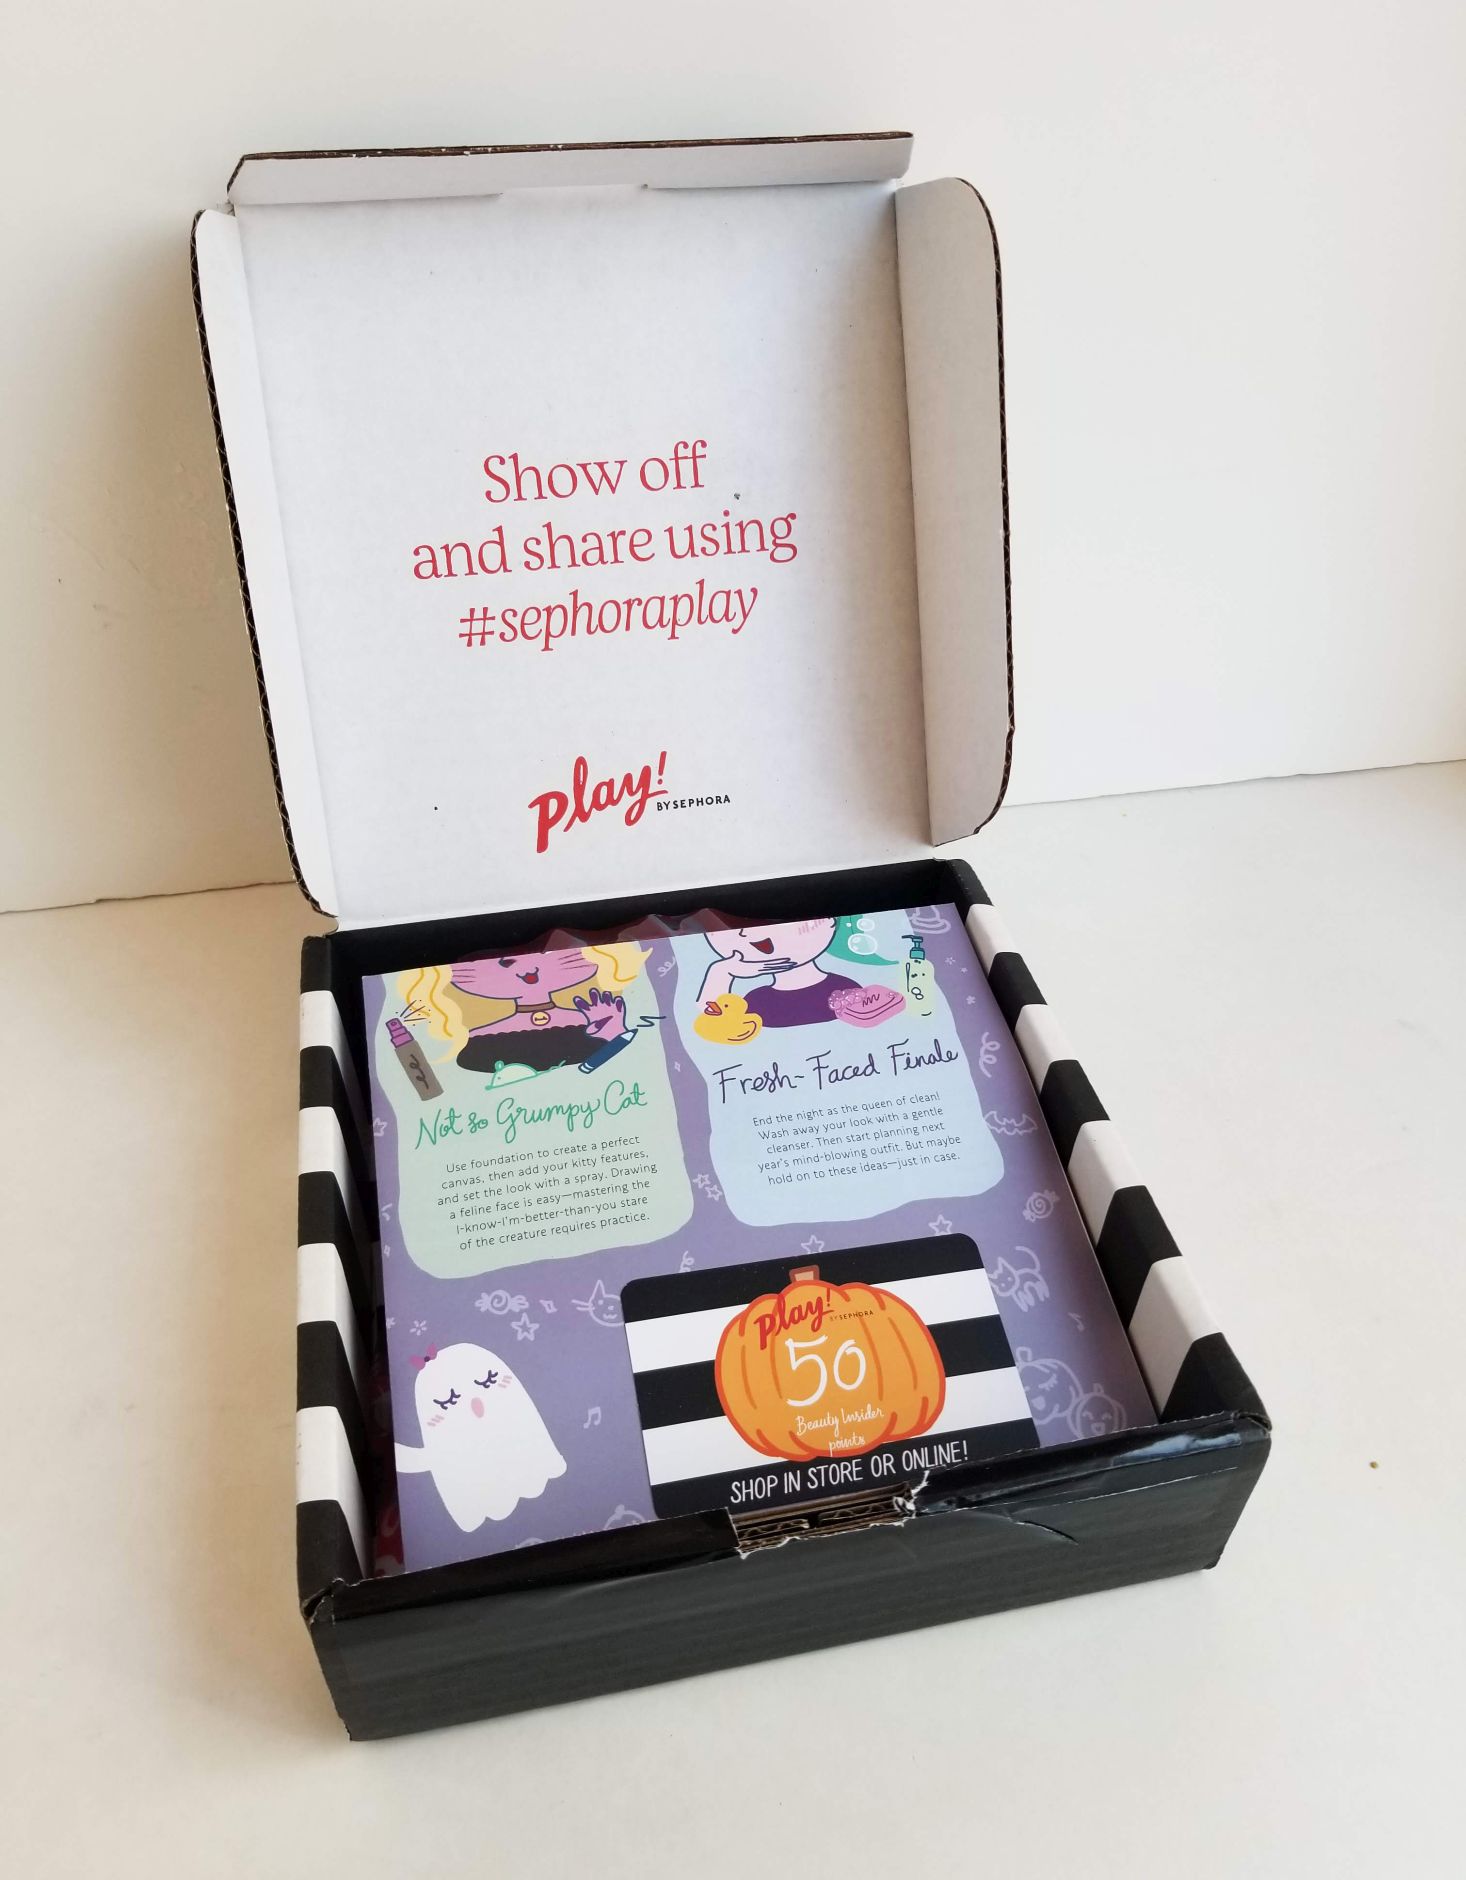 Show off
and share using
#sephoraplay
play!
BY SEPHORA
Not so Grumpy Cat
Use foundation to create a perfect
canvas, then add your kitty features,
and set the look with a spray. Drawing
a feline face is easy—mastering the
I-know-I'm-better-than-you stare
of the creature requires practice.
Fresh-Faced Finale
End the night as the queen of clean!
Wash away your look with a gentle
cleanser. Then start planning next
year's mind-blowing outfit. But maybe
hold on to these ideas—just in case.
play!
BY SEPHORA
50
Beauty Insider
points
SHOP IN STORE OR ONLINE!